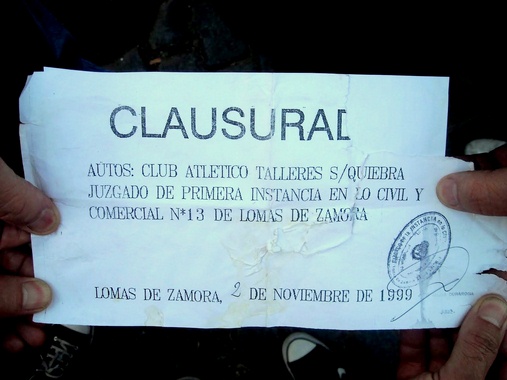 CLAUSURAD
AUTOS: CLUB ATLETICO TALLERES S/QUIEBRA
JUZGADO DE PRIMERA INSTANCIA EN LO CIVIL Y
COMERCIAL N*13 DE LOMAS DE ZAMORA
LOMAS DE ZAMORA, 2 DE NOVIEMBRE DE 1999